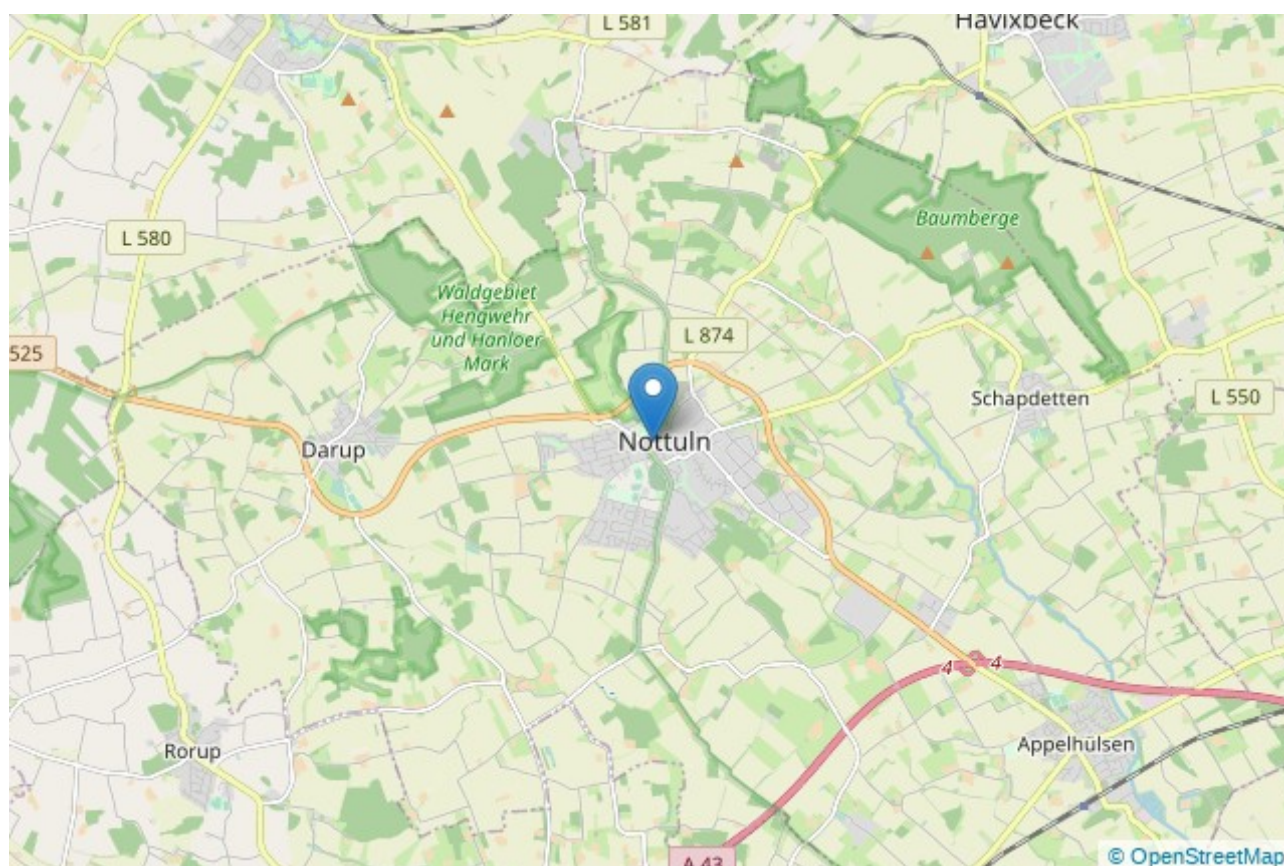 L 581
Havixbeck
L 580
Baumberge
Waldgebiet
Hengwehr
und Hanloer
Mark
L 874
525
Schapdetten
L 550
Darup
Nottuln
4
4
Rorup
Appelhülsen
A 43
© OpenStreetMap